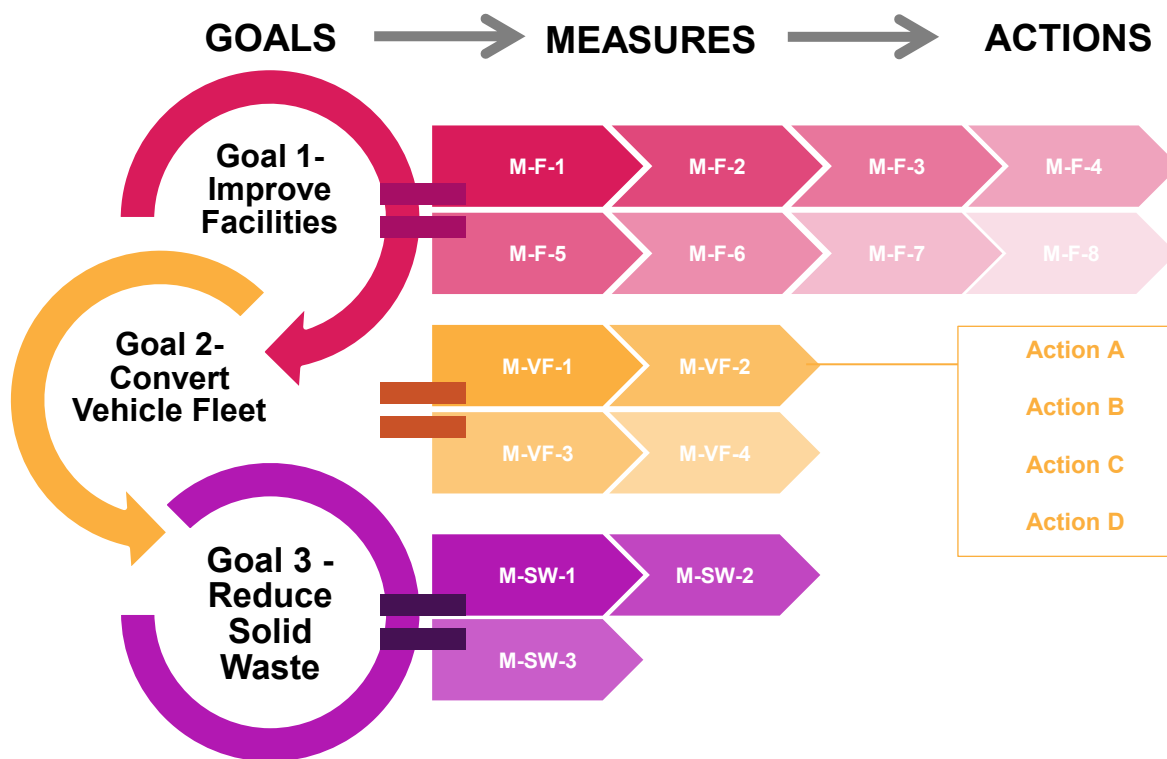 GOALS MEASURES ACTIONS
Goal 1-
Improve
Facilities
M-F-1 M-F-2 M-F-3 M-F-4
M-F-5 M-F-6 M-F-7 M-F-8
Goal 2-
Convert
Vehicle Fleet
M-VF-1 M-VF-2
M-VF-3 M-VF-4
Action A
Action B
Action C
Action D
Goal 3 -
Reduce
Solid
Waste
M-SW-1 M-SW-2
M-SW-3